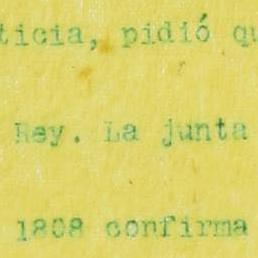 ticia, pidió qu
Rey. La junta
1808 confirma